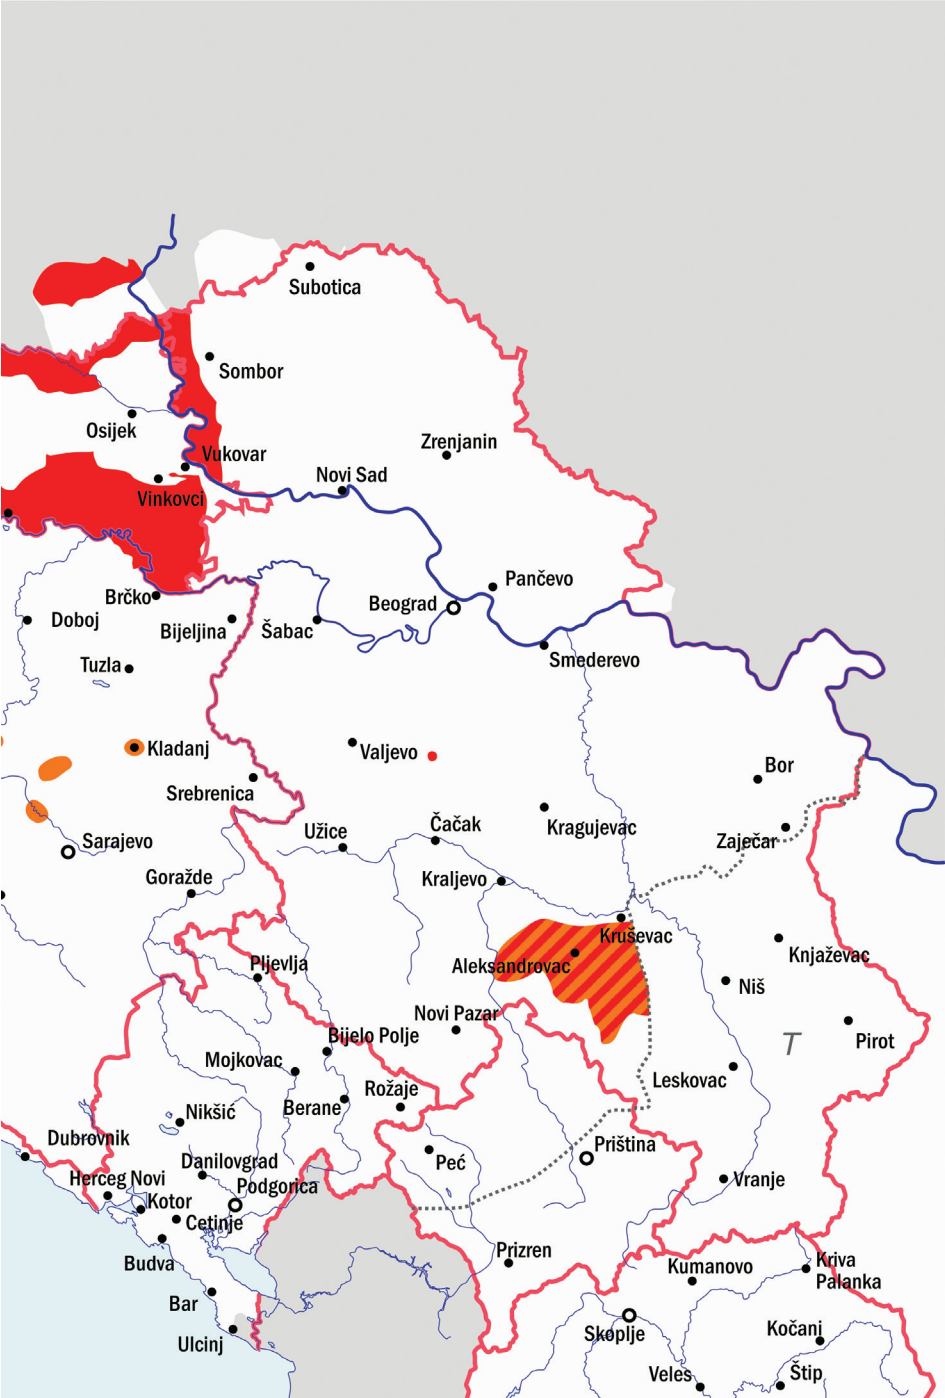 Subotica
Sombor
Osijek
Zrenjanin
Vukovar
Novi Sad
Vinkovci
Pančevo
Brčko
Beograd
Doboj
Bijeljina
Šabac
Smederevo
Tuzla
Kladanj
Valjevo
Bor
Srebrenica
Užice
Čačak
Kragujevac
Zaječar
Sarajevo
Goražde
Kraljevo
Kruševac
Knjaževac
Pljevlja
Aleksandrovac
Niš
Novi Pazar
Bijelo Polje
T
Pirot
Mojkovac
Rožaje
Leskovac
Nikšić
Berane
Dubrovnik
Priština
Danilovgrad
Peć
Herceg Novi
Podgorica
Vranje
Kotor
Cetinje
Budva
Prizren
Kumanovo
Kriva
Palanka
Bar
Skoplje
Kočani
Ulcinj
Veles
Štip